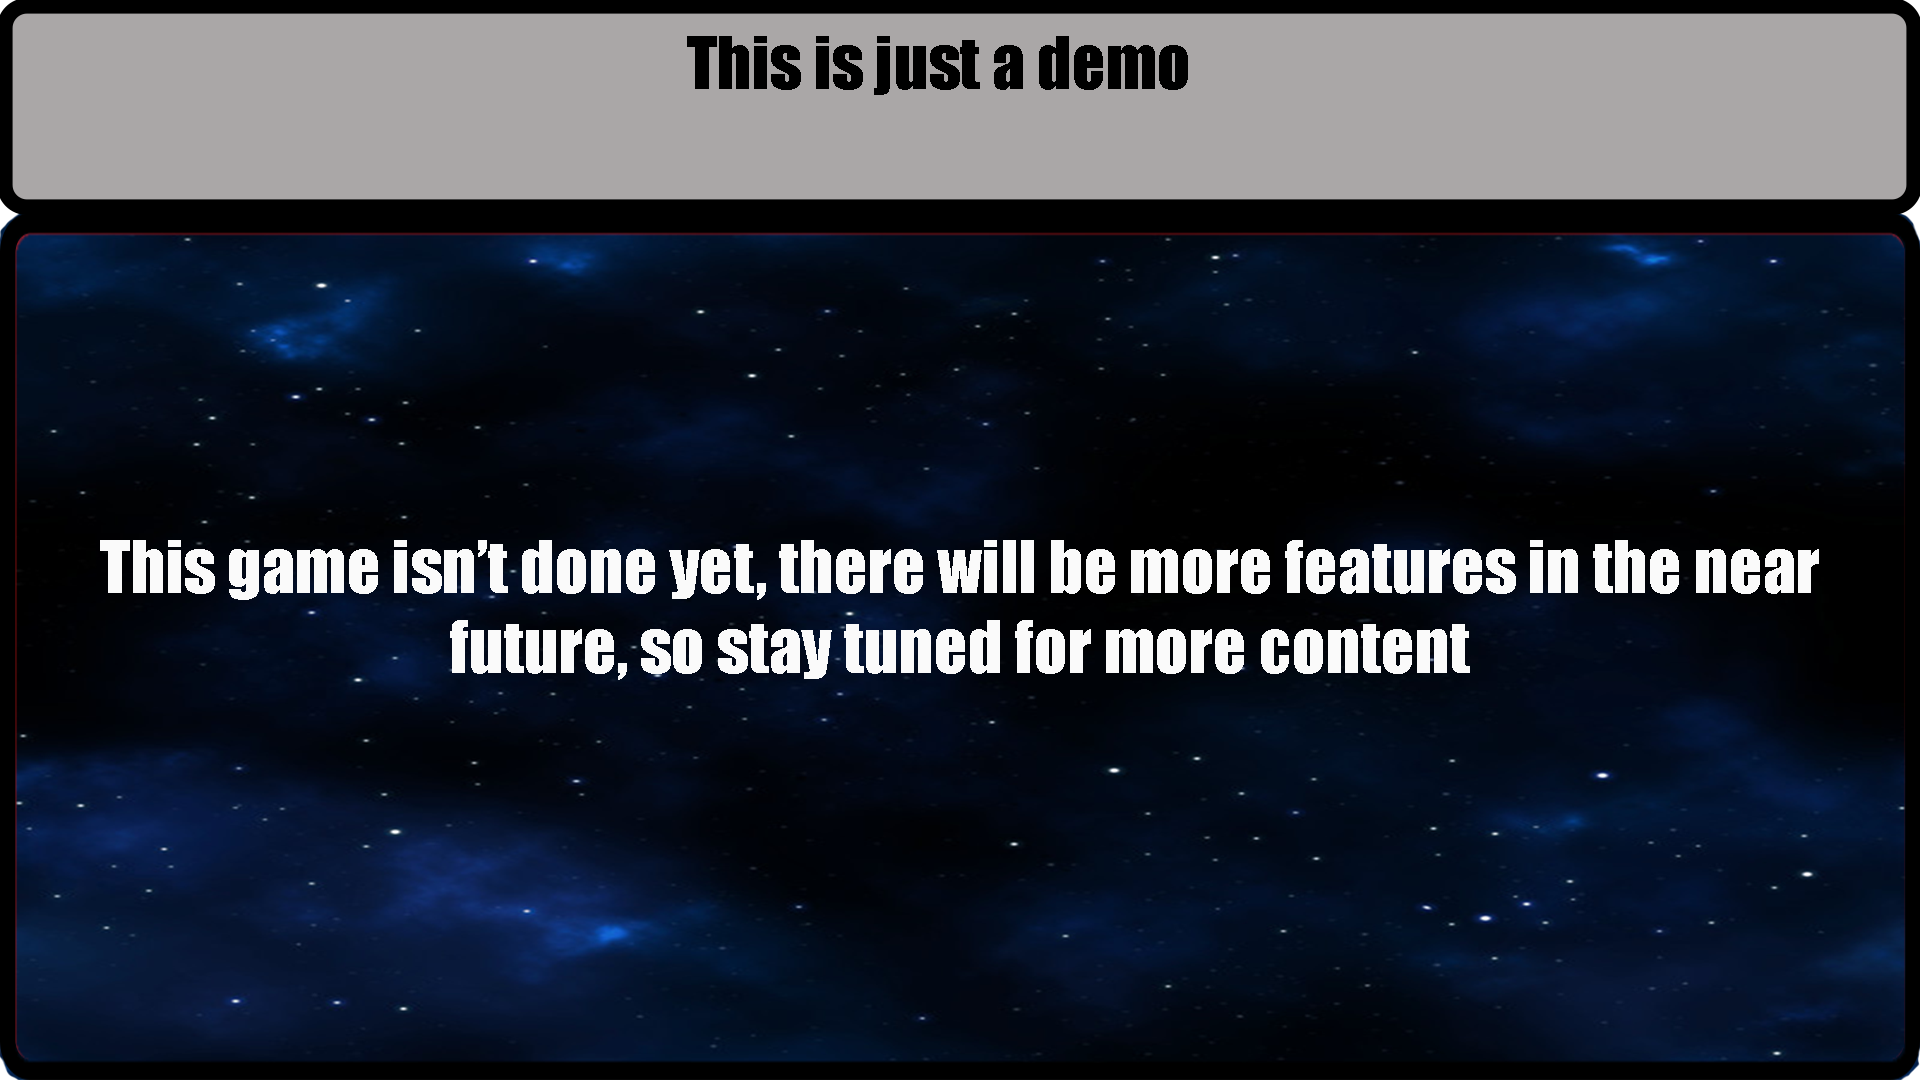 This is just a demo
This game isn’t done yet, there will be more features in the near
future, so stay tuned for more content